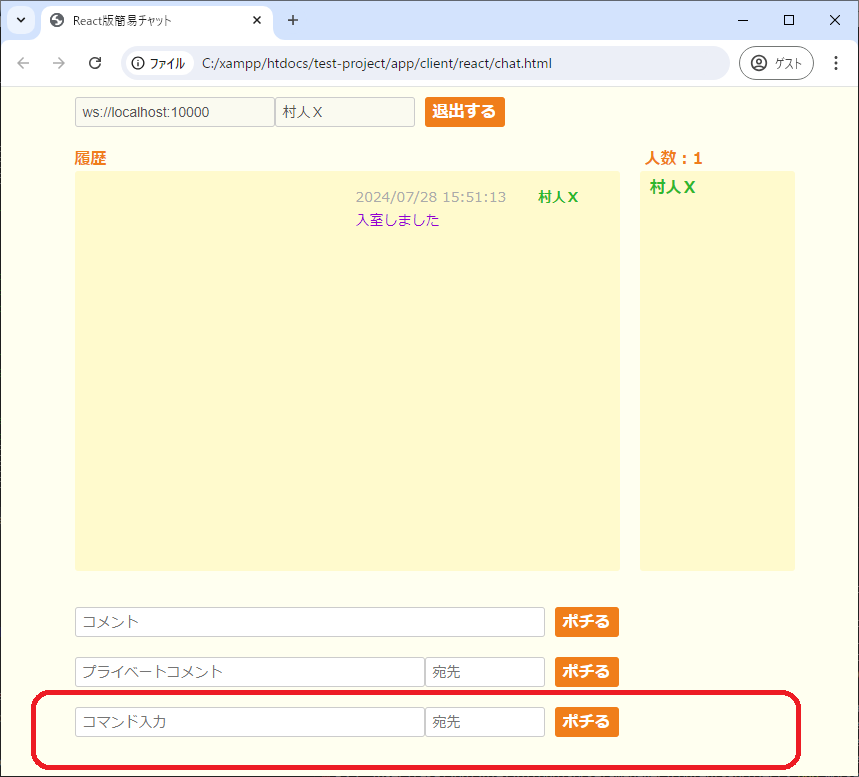 React版簡易チャット
ファイル C:/xampp/htdocs/test-project/app/client/react/chat.html ゲスト
ws://localhost:10000 村人X 退出する
履歴 人数：1
2024/07/28 15:51:13 村人X 村人X
入室しました
コメント ポチる
プライベートコメント 宛先 ポチる
コマンド入力 宛先 ポチる